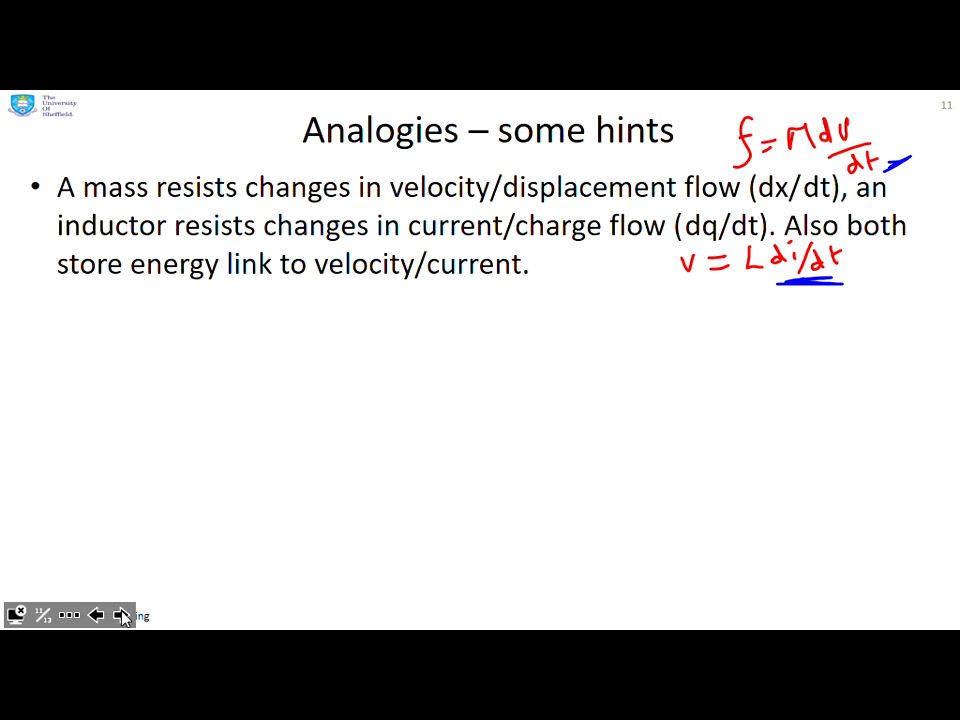 The
University
Of
Sheffield.
11
Analogies – some hints
f = M dv/dt
• A mass resists changes in velocity/displacement flow (dx/dt), an
inductor resists changes in current/charge flow (dq/dt). Also both
store energy link to velocity/current.
v = L di/dt
11/13
ing